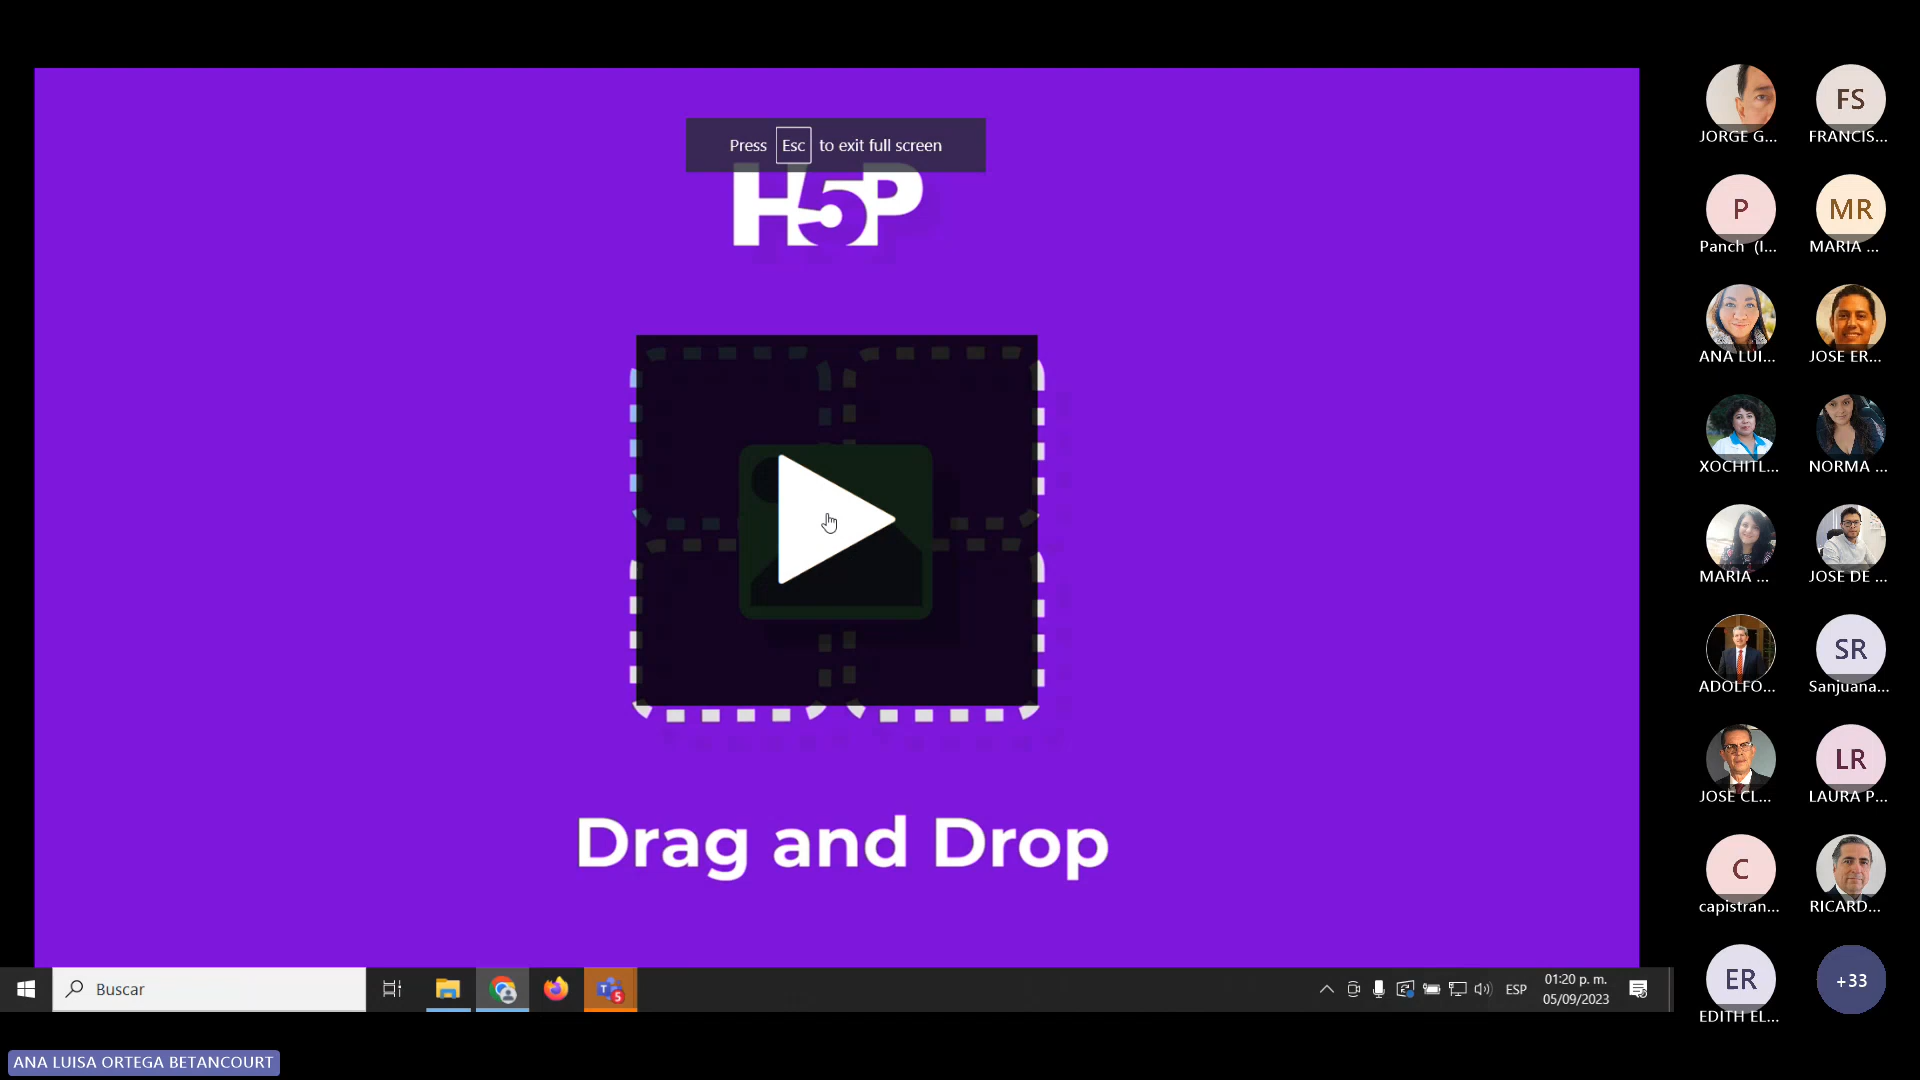 Press Esc to exit full screen
H5P
Drag and Drop
JORGE G...
FS
FRANCIS...
P
Panch (I...
MR
MARIA ...
ANA LUI...
JOSE ER...
XOCHITL...
NORMA ...
MARIA ...
JOSE DE ...
ADOLFO...
SR
Sanjuana...
JOSE CL...
LR
LAURA P...
C
capistran...
RICARD...
ER
EDITH EL...
+33
Buscar
T
5
ESP
01:20 p. m.
05/09/2023
ANA LUISA ORTEGA BETANCOURT